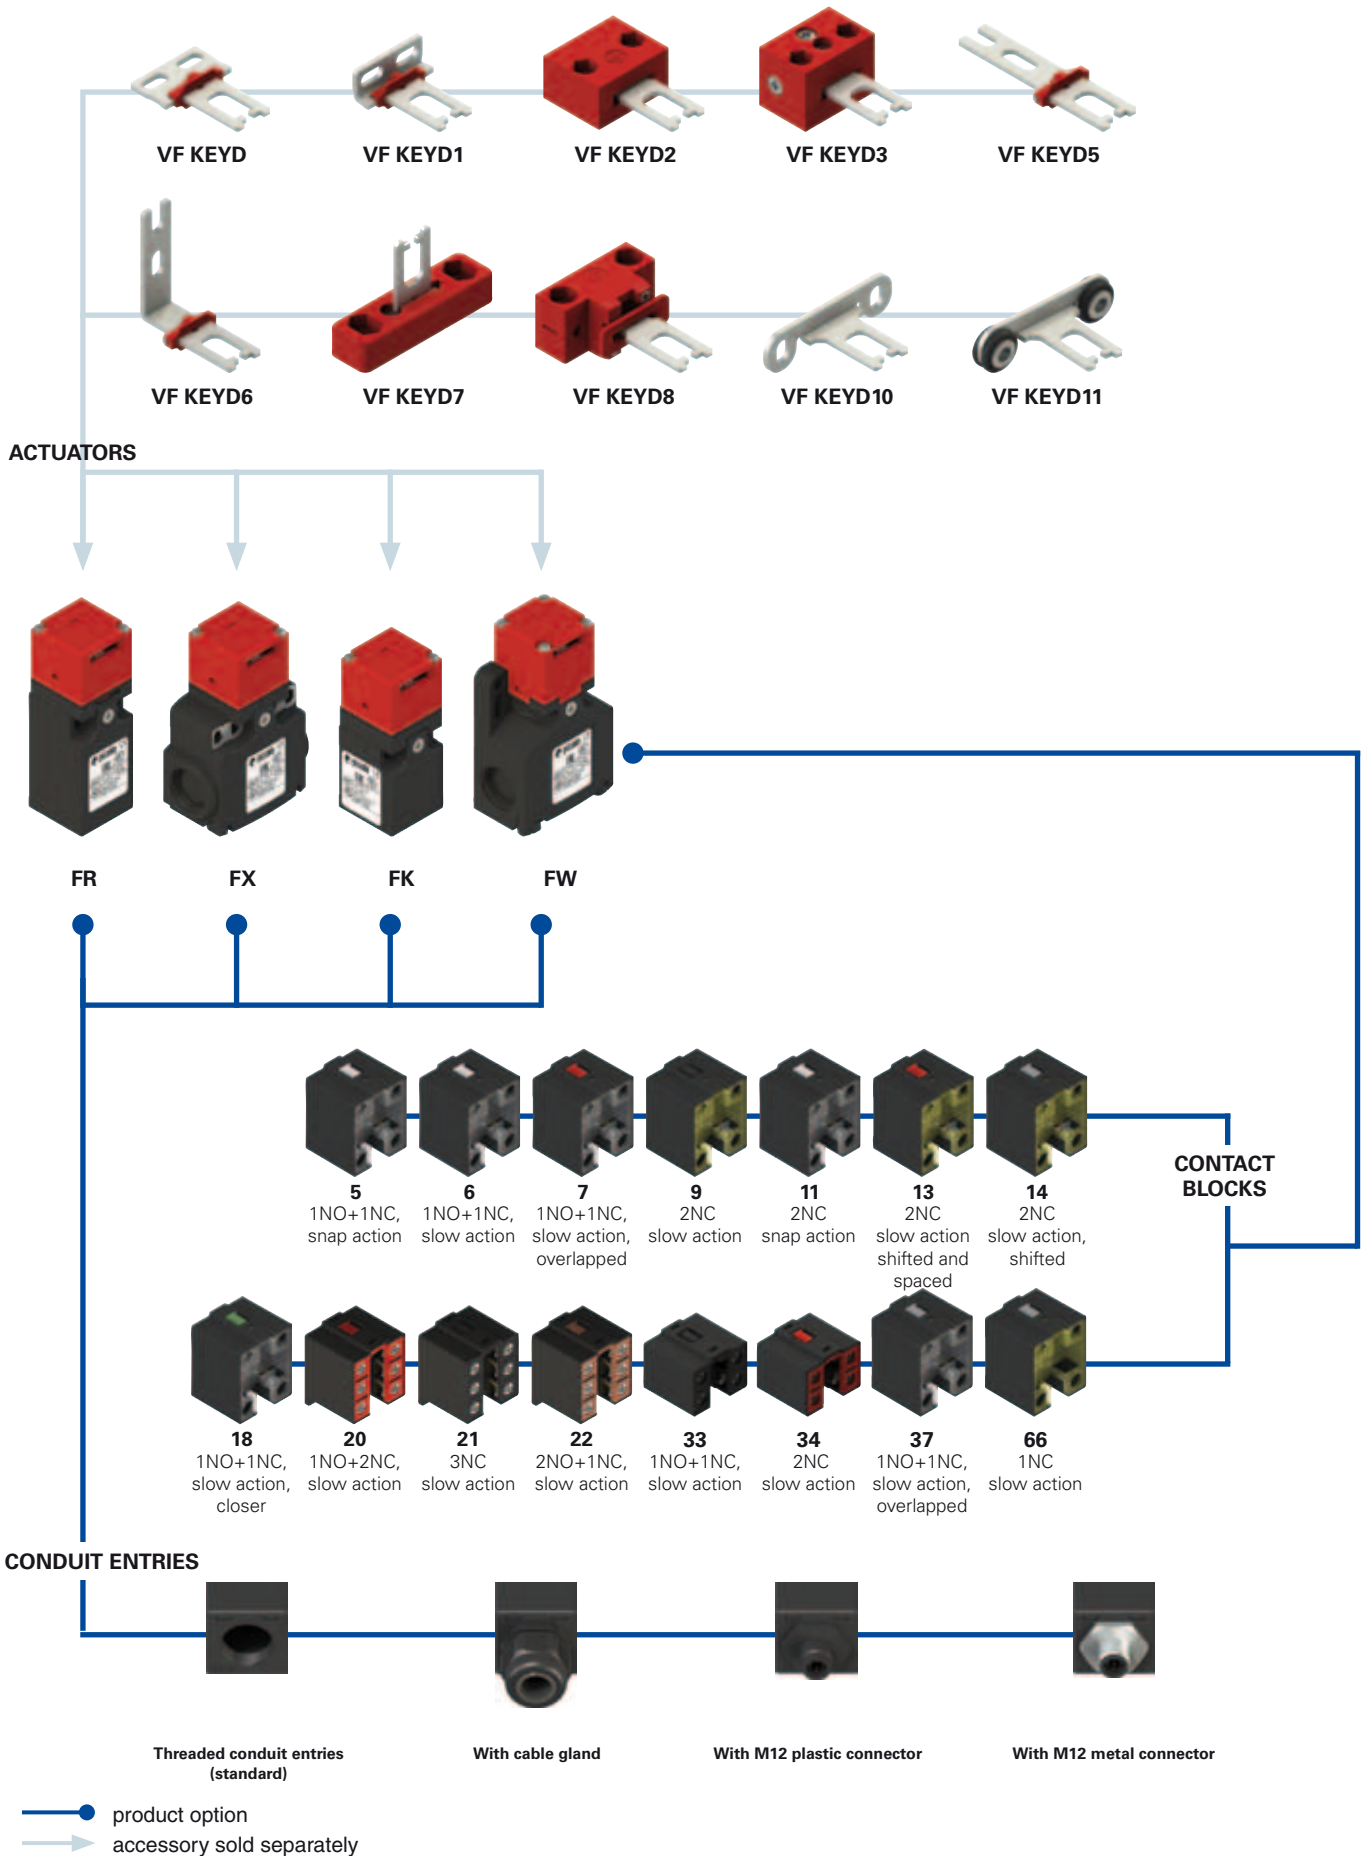 VF KEYD
VF KEYD1
VF KEYD2
VF KEYD3
VF KEYD5
VF KEYD6
VF KEYD7
VF KEYD8
VF KEYD10
VF KEYD11
ACTUATORS
FR
FX
FK
FW
5
1NO+1NC,
snap action
6
1NO+1NC,
slow action
7
1NO+1NC,
slow action,
overlapped
9
2NC
slow action
11
2NC
snap action
13
2NC
slow action
shifted and
spaced
14
2NC
slow action,
shifted
CONTACT
BLOCKS
18
1NO+1NC,
slow action,
closer
20
1NO+2NC,
slow action
21
3NC
slow action
22
2NO+1NC,
slow action
33
1NO+1NC,
slow action
34
2NC
slow action
37
1NO+1NC,
slow action,
overlapped
66
1NC
slow action
CONDUIT ENTRIES
Threaded conduit entries
(standard)
With cable gland
With M12 plastic connector
With M12 metal connector
product option
accessory sold separately